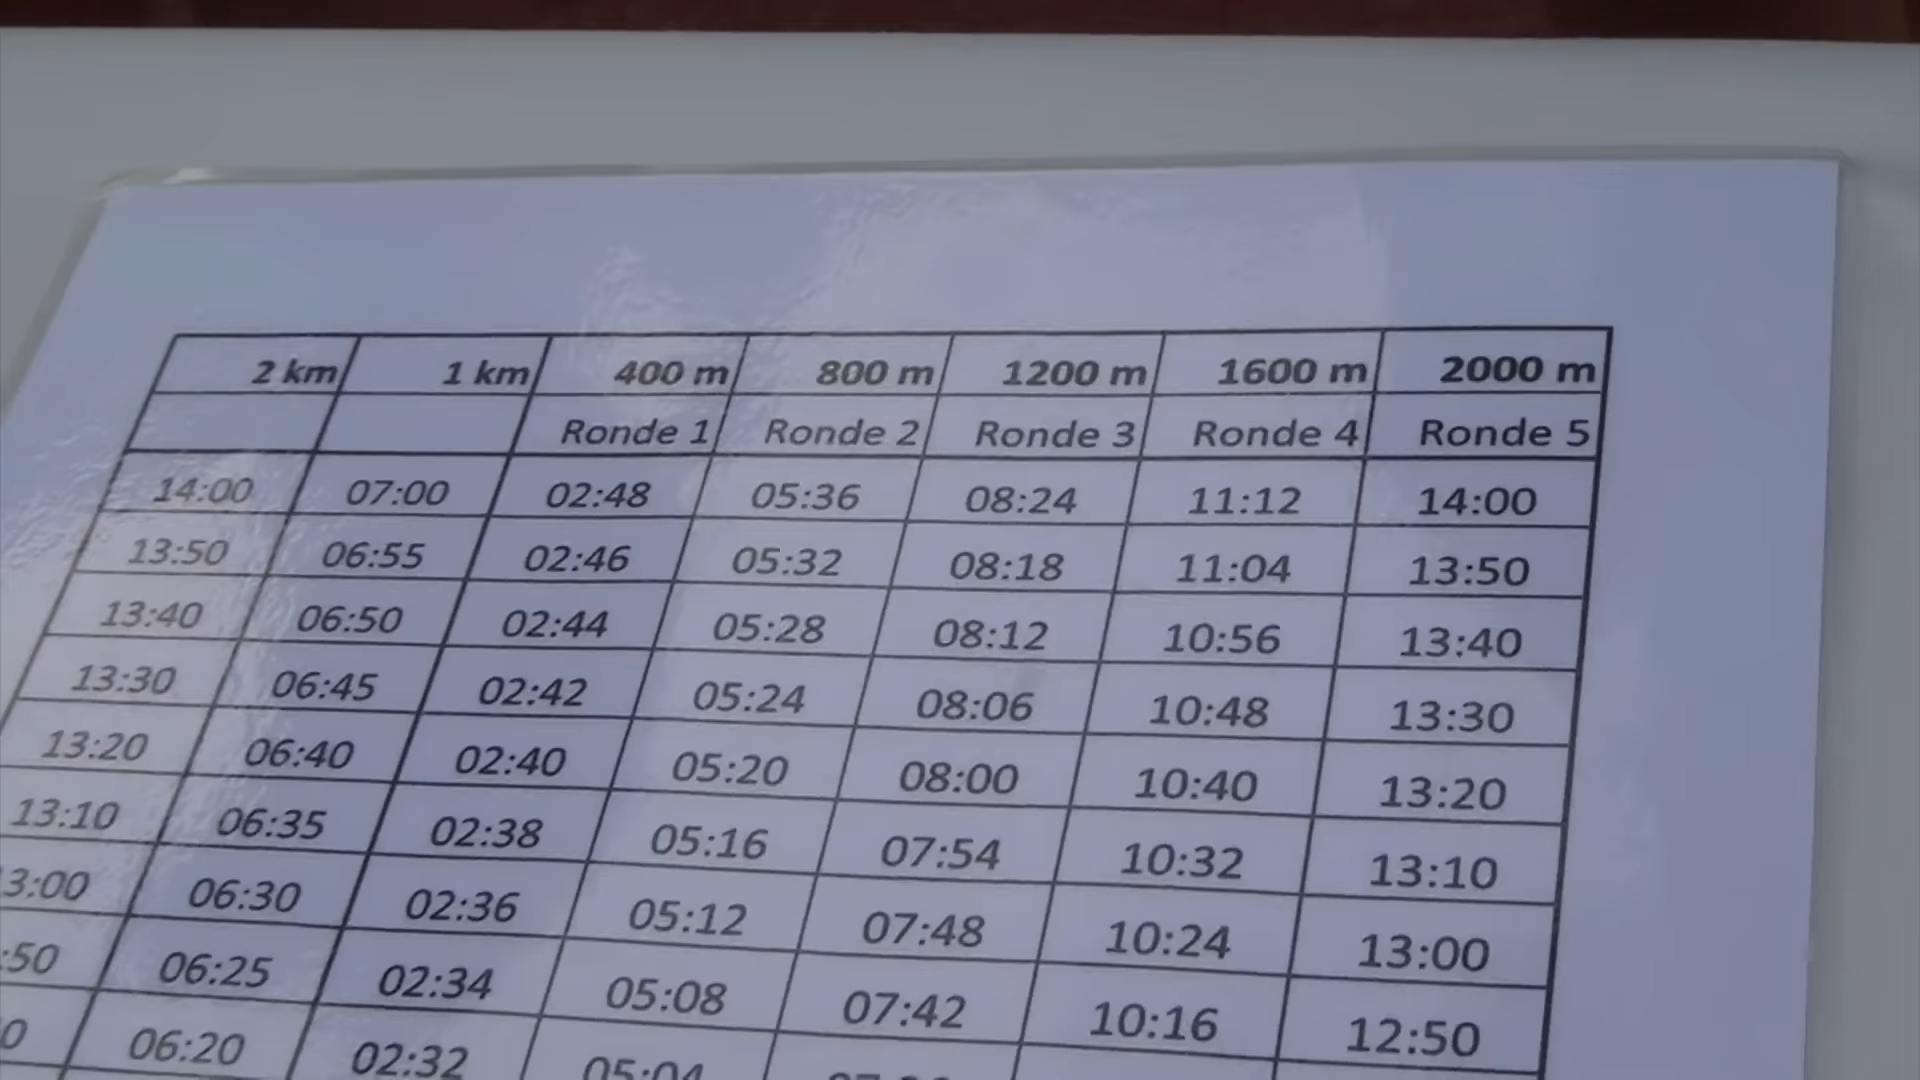 2 km 1 km 400 m 800 m 1200 m 1600 m 2000 m
Ronde 1 Ronde 2 Ronde 3 Ronde 4 Ronde 5
14:00 07:00 02:48 05:36 08:24 11:12 14:00
13:50 06:55 02:46 05:32 08:18 11:04 13:50
13:40 06:50 02:44 05:28 08:12 10:56 13:40
13:30 06:45 02:42 05:24 08:06 10:48 13:30
13:20 06:40 02:40 05:20 08:00 10:40 13:20
13:10 06:35 02:38 05:16 07:54 10:32 13:10
3:00 06:30 02:36 05:12 07:48 10:24 13:00
:50 06:25 02:34 05:08 07:42 10:16 12:50
0 06:20 02:32 05:04